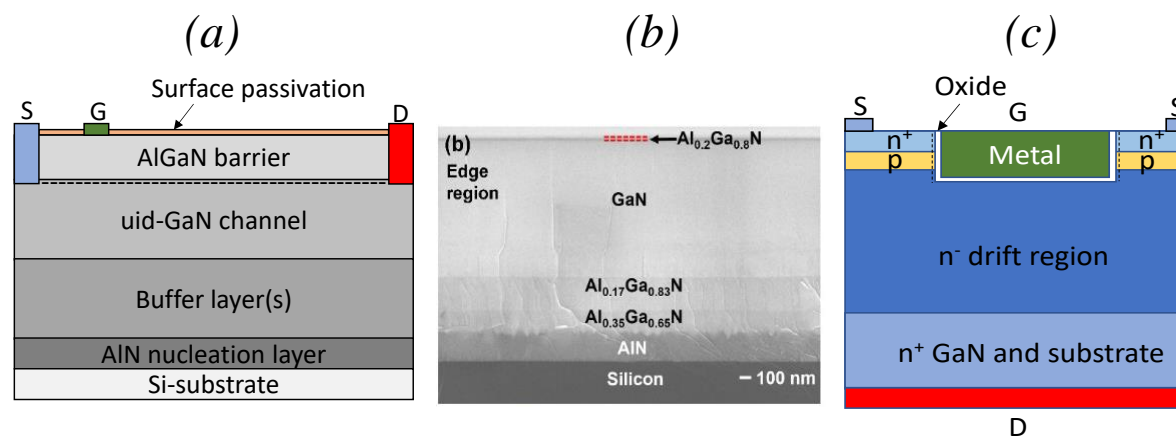 (a)
Surface passivation
S
G
D
AlGaN barrier
uid-GaN channel
Buffer layer(s)
AlN nucleation layer
Si-substrate
(b)
(b)
Al0.2Ga0.8N
Edge
region
GaN
Al0.17Ga0.83N
Al0.35Ga0.65N
AlN
Silicon
100 nm
(c)
Oxide
S
G
S
n+
Metal
n+
p
p
n- drift region
n+ GaN and substrate
D